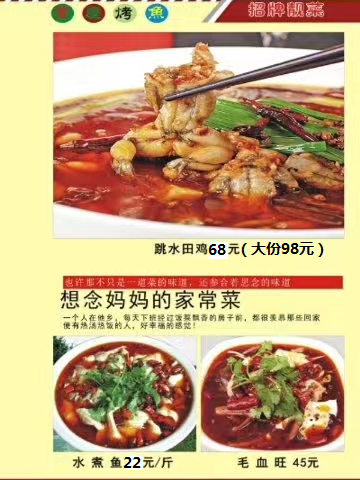 烤 魚
招牌靓菜
跳水田鸡68元(大份98元)
也许那不只是一道菜的味道,还参合着思念的味道
想念妈妈的家常菜
一个人在他乡,每天下班经过饭菜飘香的房子前,都很羡慕那些回家
便有热汤热饭的人,好幸福的感觉!
水 煮 鱼22元/斤
毛 血 旺 45元